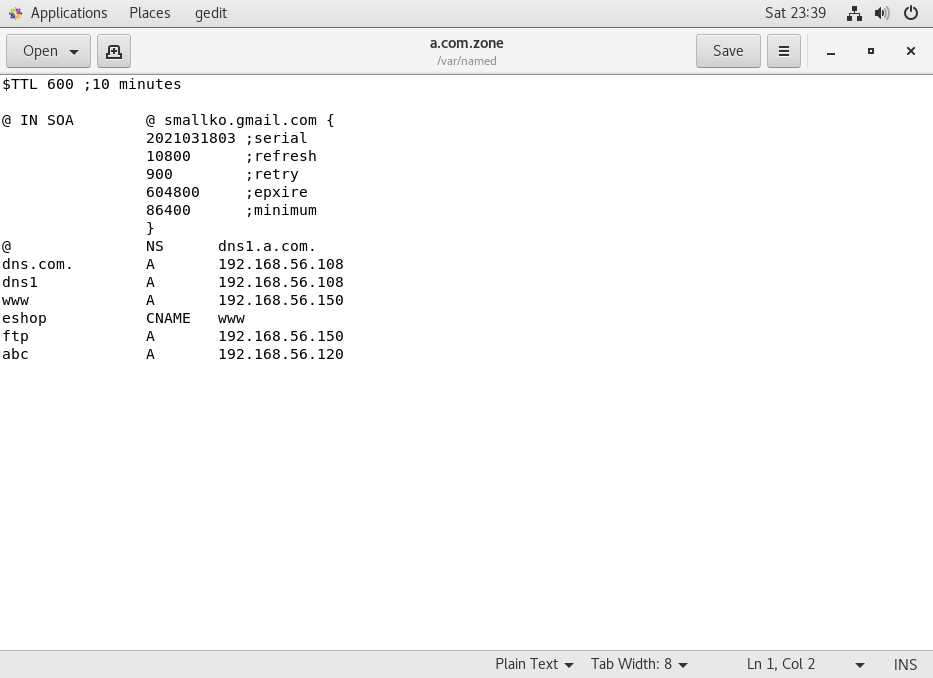 Applications Places gedit Sat 23:39
Open a.com.zone Save
/var/named
$TTL 600 ;10 minutes
@ IN SOA @ smallko.gmail.com {
2021031803 ;serial
10800 ;refresh
900 ;retry
604800 ;epxire
86400 ;minimum
}
@ NS dns1.a.com.
dns.com. A 192.168.56.108
dns1 A 192.168.56.108
www A 192.168.56.150
eshop CNAME www
ftp A 192.168.56.150
abc A 192.168.56.120
Plain Text Tab Width: 8 Ln 1, Col 2 INS